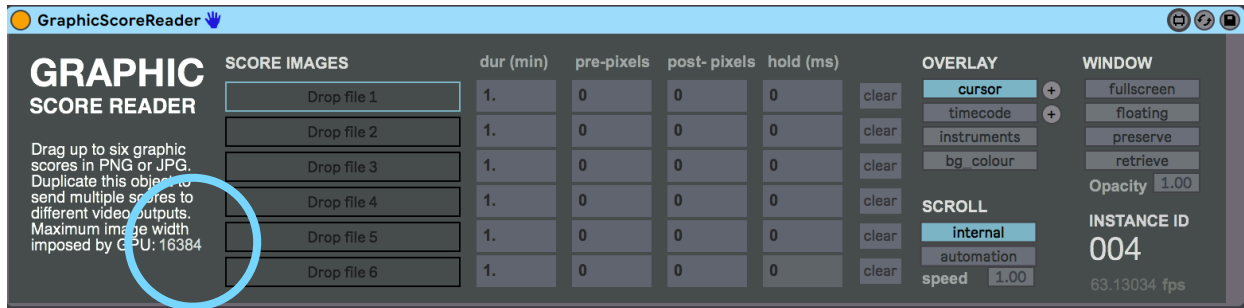 GraphicScoreReader
GRAPHIC
SCORE READER
Drag up to six graphic
scores in PNG or JPG.
Duplicate this object to
send multiple scores to
different video outputs.
Maximum image width
imposed by GPU: 16384
SCORE IMAGES dur (min) pre-pixels post- pixels hold (ms)
Drop file 1 1. 0 0 0 clear
Drop file 2 1. 0 0 0 clear
Drop file 3 1. 0 0 0 clear
Drop file 4 1. 0 0 0 clear
Drop file 5 1. 0 0 0 clear
Drop file 6 1. 0 0 0 clear
OVERLAY
cursor +
timecode +
instruments
bg_colour
SCROLL
internal
automation
speed 1.00
WINDOW
fullscreen
floating
preserve
retrieve
Opacity 1.00
INSTANCE ID
004
63.13034 fps